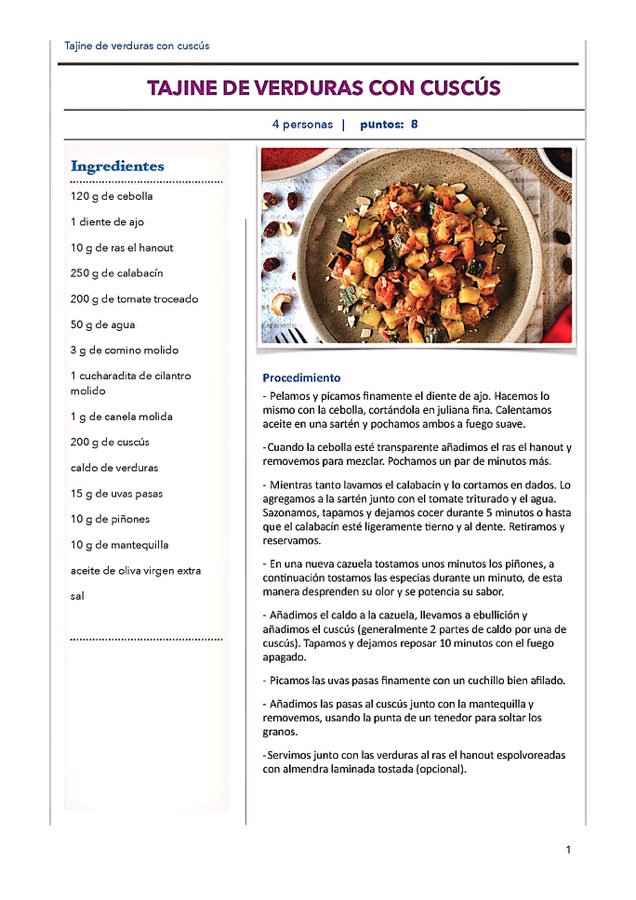 Tajine de verduras con cuscús
TAJINE DE VERDURAS CON CUSCÚS
4 personas | puntos: 8
Ingredientes
120 g de cebolla
1 diente de ajo
10 g de ras el hanout
250 g de calabacín
200 g de tomate troceado
50 g de agua
3 g de comino molido
1 cucharadita de cilantro
molido
1 g de canela molida
200 g de cuscús
caldo de verduras
15 g de uvas pasas
10 g de piñones
10 g de mantequilla
aceite de oliva virgen extra
sal
Procedimiento
- Pelamos y picamos finamente el diente de ajo. Hacemos lo
mismo con la cebolla, cortándola en juliana fina. Calentamos
aceite en una sartén y pochamos ambos a fuego suave.
-Cuando la cebolla esté transparente añadimos el ras el hanout y
removemos para mezclar. Pochamos un par de minutos más.
- Mientras tanto lavamos el calabacín y lo cortamos en dados. Lo
agregamos a la sartén junto con el tomate triturado y el agua.
Sazonamos, tapamos y dejamos cocer durante 5 minutos o hasta
que el calabacín esté ligeramente tierno y al dente. Retiramos y
reservamos.
- En una nueva cazuela tostamos unos minutos los piñones, a
continuación tostamos las especias durante un minuto, de esta
manera desprenden su olor y se potencia su sabor.
- Añadimos el caldo a la cazuela, llevamos a ebullición y
añadimos el cuscús (generalmente 2 partes de caldo por una de
cuscús). Tapamos y dejamos reposar 10 minutos con el fuego
apagado.
- Picamos las uvas pasas finamente con un cuchillo bien afilado.
- Añadimos las pasas al cuscús junto con la mantequilla y
removemos, usando la punta de un tenedor para soltar los
granos.
-Servimos junto con las verduras al ras el hanout espolvoreadas
con almendra laminada tostada (opcional).
1